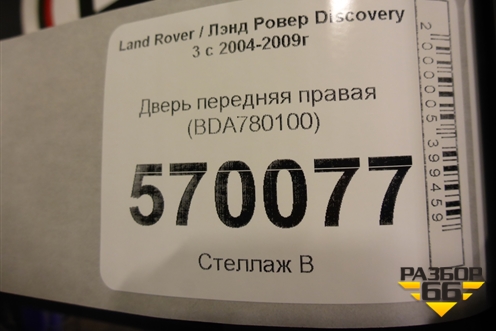 Land Rover / Лэнд Ровер Discovery
3 с 2004-2009г
Дверь передняя правая
(BDA780100)
570077
Стеллаж В
2000005399459
РАЗБОР
66